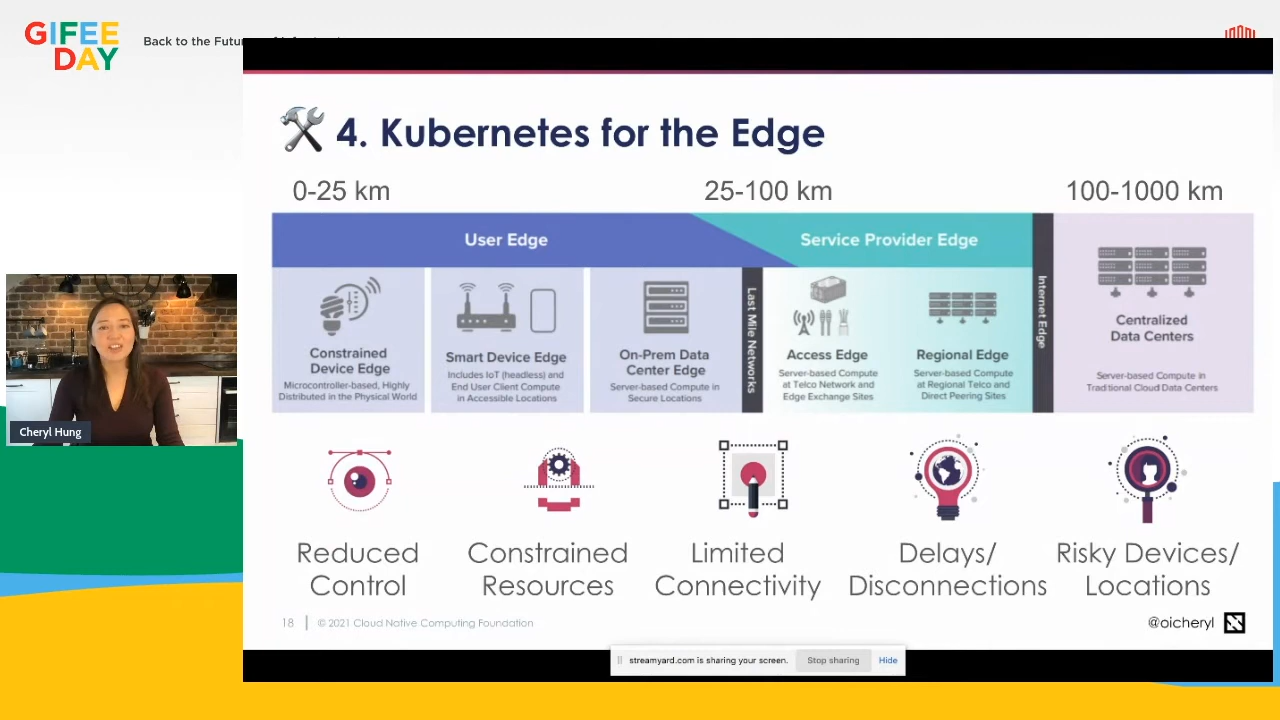 GIFEE
DAY
Back to the Futur
4. Kubernetes for the Edge
0-25 km
25-100 km
100-1000 km
User Edge
Service Provider Edge
Constrained
Device Edge
Microcontroller-based, Highly
Distributed in the Physical World
Smart Device Edge
Includes IoT (headless) and
End User Client Compute
in Accessible Locations
On-Prem Data
Center Edge
Server-based Compute in
Secure Locations
Last Mile Networks
Access Edge
Server-based Compute
at Telco Network and
Edge Exchange Sites
Regional Edge
Server-based Compute
at Regional Telco and
Direct Peering Sites
Internet Edge
Centralized
Data Centers
Server-based Compute in
Traditional Cloud Data Centers
Cheryl Hung
Reduced
Control
Constrained
Resources
Limited
Connectivity
Delays/
Disconnections
Risky Devices/
Locations
18 | © 2021 Cloud Native Computing Foundation
@oicheryl
streamyard.com is sharing your screen.
Stop sharing
Hide